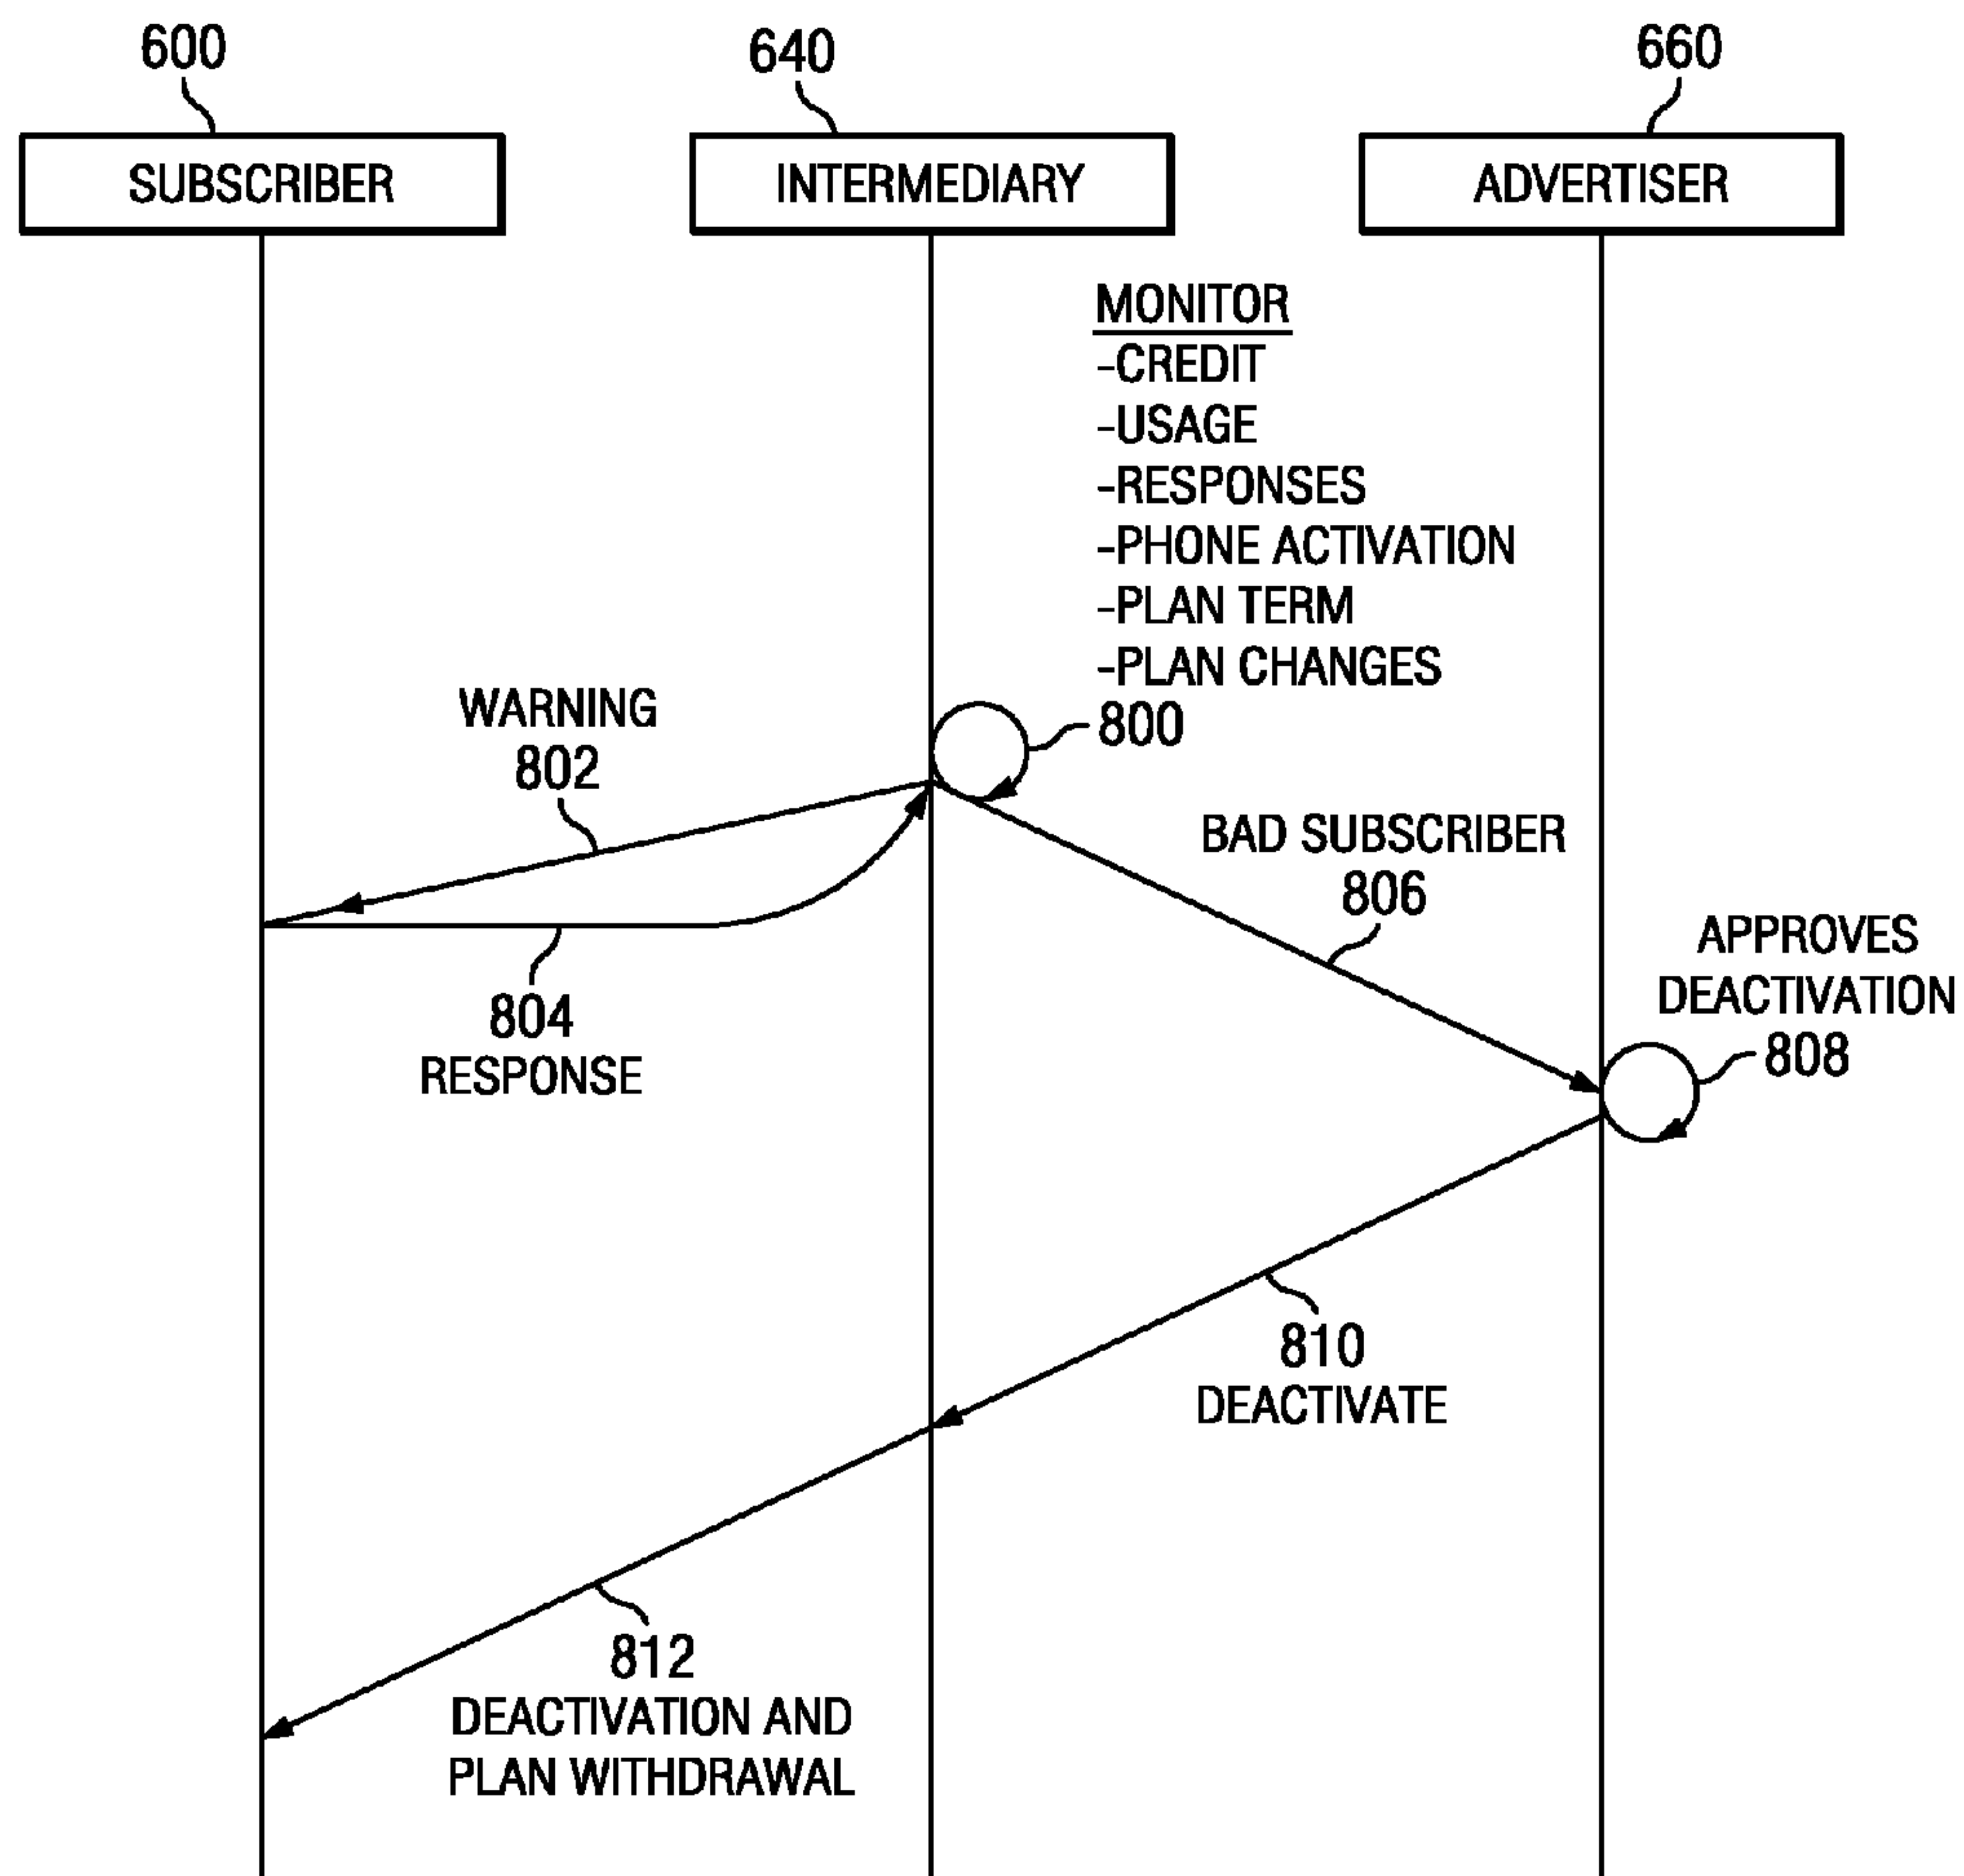 600
640
660
SUBSCRIBER
INTERMEDIARY
ADVERTISER
MONITOR
-CREDIT
-USAGE
-RESPONSES
-PHONE ACTIVATION
-PLAN TERM
-PLAN CHANGES
800
WARNING
802
804
RESPONSE
BAD SUBSCRIBER
806
APPROVES
DEACTIVATION
808
810
DEACTIVATE
812
DEACTIVATION AND
PLAN WITHDRAWAL